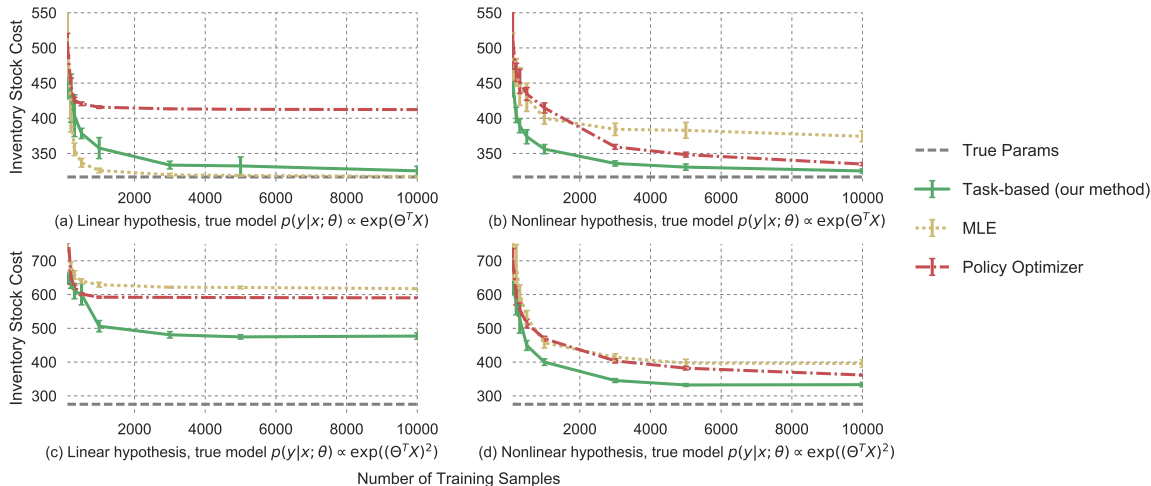 Inventory Stock Cost
550
500
450
400
350
2000 4000 6000 8000 10000
(a) Linear hypothesis, true model p(y|x; θ) ∝ exp(Θ^T X)
550
500
450
400
350
2000 4000 6000 8000 10000
(b) Nonlinear hypothesis, true model p(y|x; θ) ∝ exp(Θ^T X)
Inventory Stock Cost
700
600
500
400
300
2000 4000 6000 8000 10000
(c) Linear hypothesis, true model p(y|x; θ) ∝ exp((Θ^T X)^2)
700
600
500
400
300
2000 4000 6000 8000 10000
(d) Nonlinear hypothesis, true model p(y|x; θ) ∝ exp((Θ^T X)^2)
Number of Training Samples
True Params
Task-based (our method)
MLE
Policy Optimizer